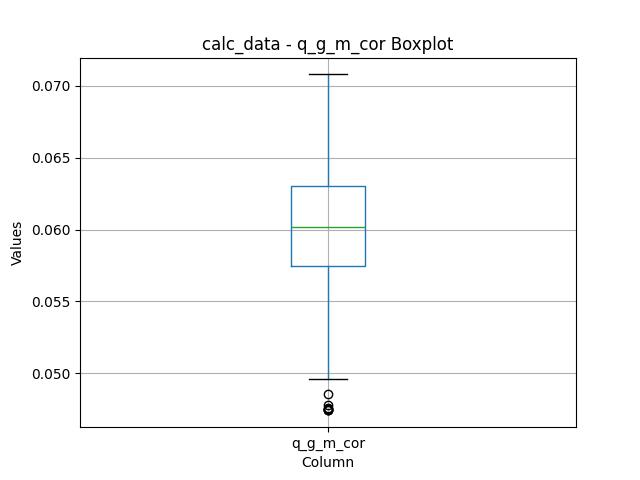 calc_data - q_g_m_cor Boxplot
0.070
0.065
0.060
0.055
0.050
Values
q_g_m_cor
Column